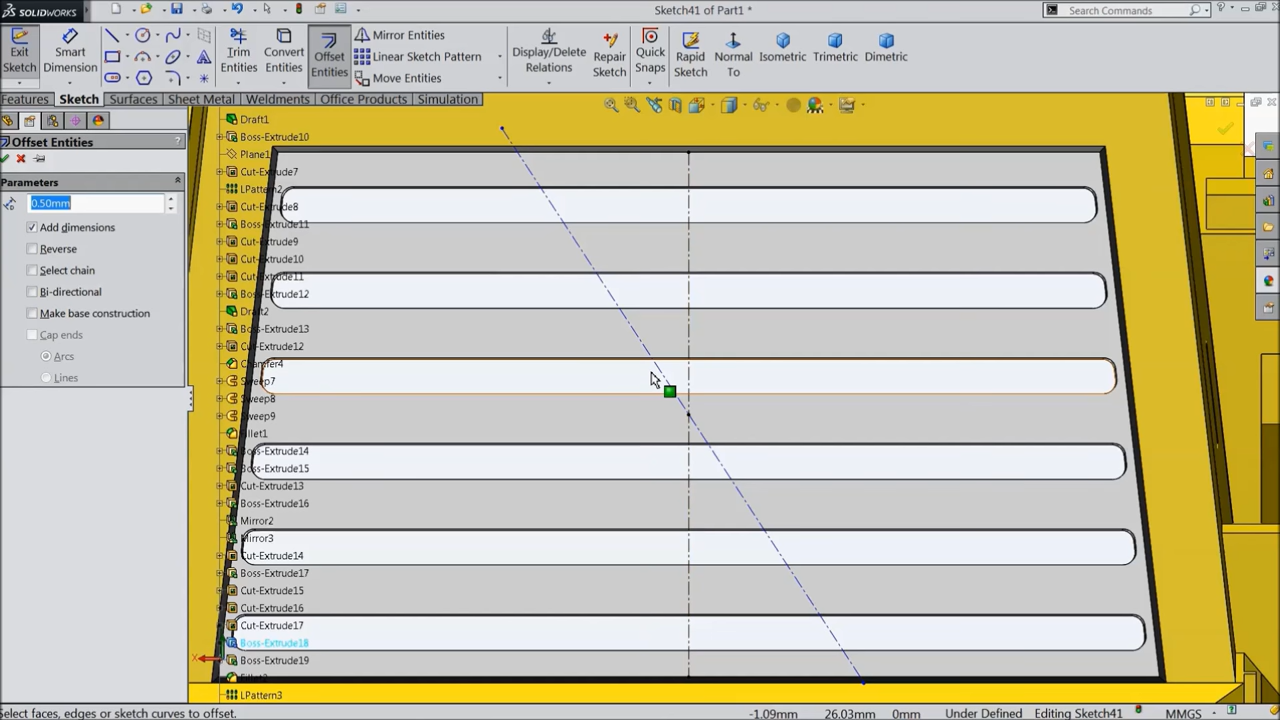 SOLIDWORKS
Sketch41 of Part1 *
Search Commands
Exit Sketch
Smart Dimension
Trim Entities
Convert Entities
Offset Entities
Mirror Entities
Linear Sketch Pattern
Move Entities
Display/Delete Relations
Repair Sketch
Quick Snaps
Rapid Sketch
Normal To
Isometric
Trimetric
Dimetric
Features Sketch Surfaces Sheet Metal Weldments Office Products Simulation
Offset Entities
Parameters
0.50mm
Add dimensions
Reverse
Select chain
Bi-directional
Make base construction
Cap ends
Arcs
Lines
Draft1
Boss-Extrude10
Plane1
Cut-Extrude7
LPattern2
Cut-Extrude8
Boss-Extrude11
Cut-Extrude9
Cut-Extrude10
Cut-Extrude11
Boss-Extrude12
Draft2
Boss-Extrude13
Cut-Extrude12
Chamfer4
Sweep7
Sweep8
Sweep9
Fillet1
Boss-Extrude14
Boss-Extrude15
Cut-Extrude13
Boss-Extrude16
Mirror2
Mirror3
Cut-Extrude14
Boss-Extrude17
Cut-Extrude15
Cut-Extrude16
Cut-Extrude17
Boss-Extrude18
Boss-Extrude19
LPattern3
X
Select faces, edges or sketch curves to offset.
-1.09mm 26.03mm 0mm Under Defined Editing Sketch41 MMGS